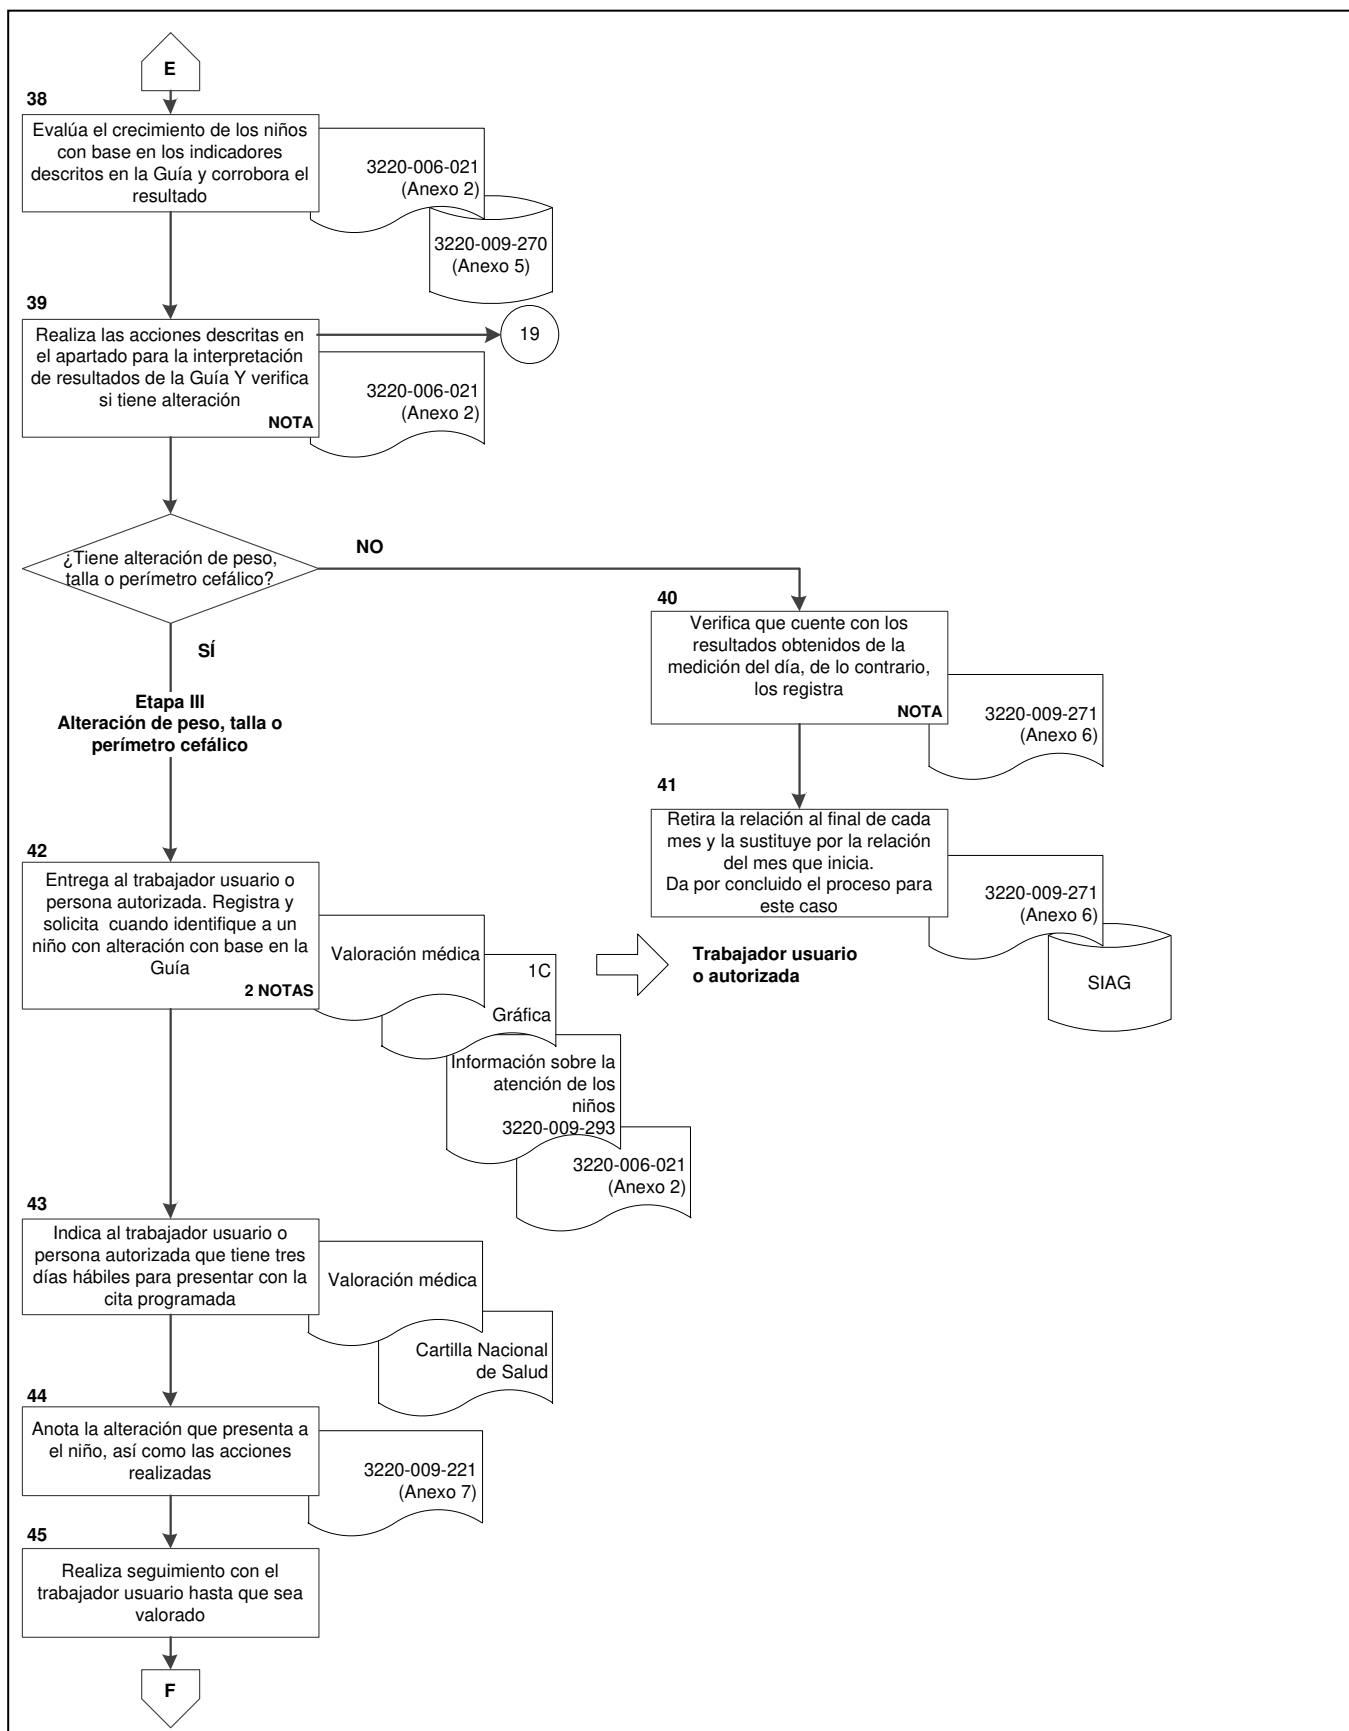 E
38
Evalúa el crecimiento de los niños
con base en los indicadores
descritos en la Guía y corrobora el
resultado
3220-006-021
(Anexo 2)
3220-009-270
(Anexo 5)
39
Realiza las acciones descritas en
el apartado para la interpretación
de resultados de la Guía Y verifica
si tiene alteración
NOTA
19
3220-006-021
(Anexo 2)
¿Tiene alteración de peso,
talla o perímetro cefálico?
NO
SÍ
40
Verifica que cuente con los
resultados obtenidos de la
medición del día, de lo contrario,
los registra
NOTA
3220-009-271
(Anexo 6)
41
Retira la relación al final de cada
mes y la sustituye por la relación
del mes que inicia.
Da por concluido el proceso para
este caso
3220-009-271
(Anexo 6)
SIAG
Etapa III
Alteración de peso, talla o
perímetro cefálico
42
Entrega al trabajador usuario o
persona autorizada. Registra y
solicita cuando identifique a un
niño con alteración con base en la
Guía
2 NOTAS
Valoración médica
1C
Gráfica
Información sobre la
atención de los
niños
3220-009-293
3220-006-021
(Anexo 2)
Trabajador usuario
o autorizada
43
Indica al trabajador usuario o
persona autorizada que tiene tres
días hábiles para presentar con la
cita programada
Valoración médica
Cartilla Nacional
de Salud
44
Anota la alteración que presenta a
el niño, así como las acciones
realizadas
3220-009-221
(Anexo 7)
45
Realiza seguimiento con el
trabajador usuario hasta que sea
valorado
F